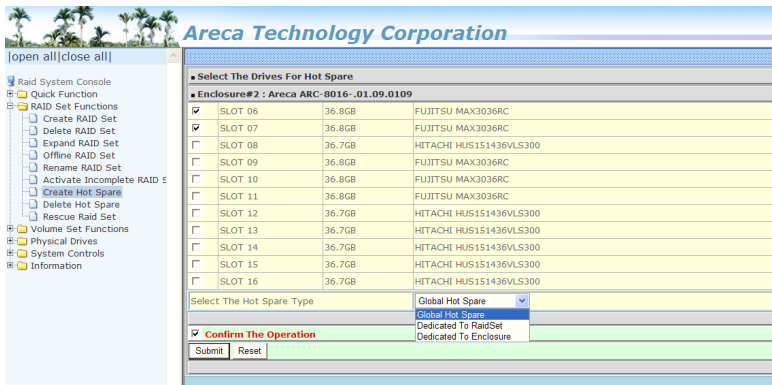 Areca Technology Corporation
|open all|close all|
Raid System Console
Quick Function
RAID Set Functions
Create RAID Set
Delete RAID Set
Expand RAID Set
Offline RAID Set
Rename RAID Set
Activate Incomplete RAID S
Create Hot Spare
Delete Hot Spare
Rescue Raid Set
Volume Set Functions
Physical Drives
System Controls
Information
Select The Drives For Hot Spare
Enclosure#2 : Areca ARC-8016-.01.09.0109
SLOT 06 36.8GB FUJITSU MAX3036RC
SLOT 07 36.8GB FUJITSU MAX3036RC
SLOT 08 36.7GB HITACHI HUS151436VLS300
SLOT 09 36.8GB FUJITSU MAX3036RC
SLOT 10 36.8GB FUJITSU MAX3036RC
SLOT 11 36.8GB FUJITSU MAX3036RC
SLOT 12 36.7GB HITACHI HUS151436VLS300
SLOT 13 36.7GB HITACHI HUS151436VLS300
SLOT 14 36.7GB HITACHI HUS151436VLS300
SLOT 15 36.7GB HITACHI HUS151436VLS300
SLOT 16 36.7GB HITACHI HUS151436VLS300
Select The Hot Spare Type Global Hot Spare
Global Hot Spare
Dedicated To RaidSet
Dedicated To Enclosure
Confirm The Operation
Submit Reset